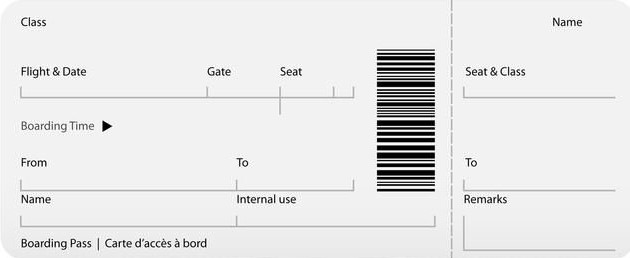 Class
Name
Flight & Date Gate Seat
Seat & Class
Boarding Time ▶
From To
To
Name Internal use
Remarks
Boarding Pass | Carte d'accès à bord